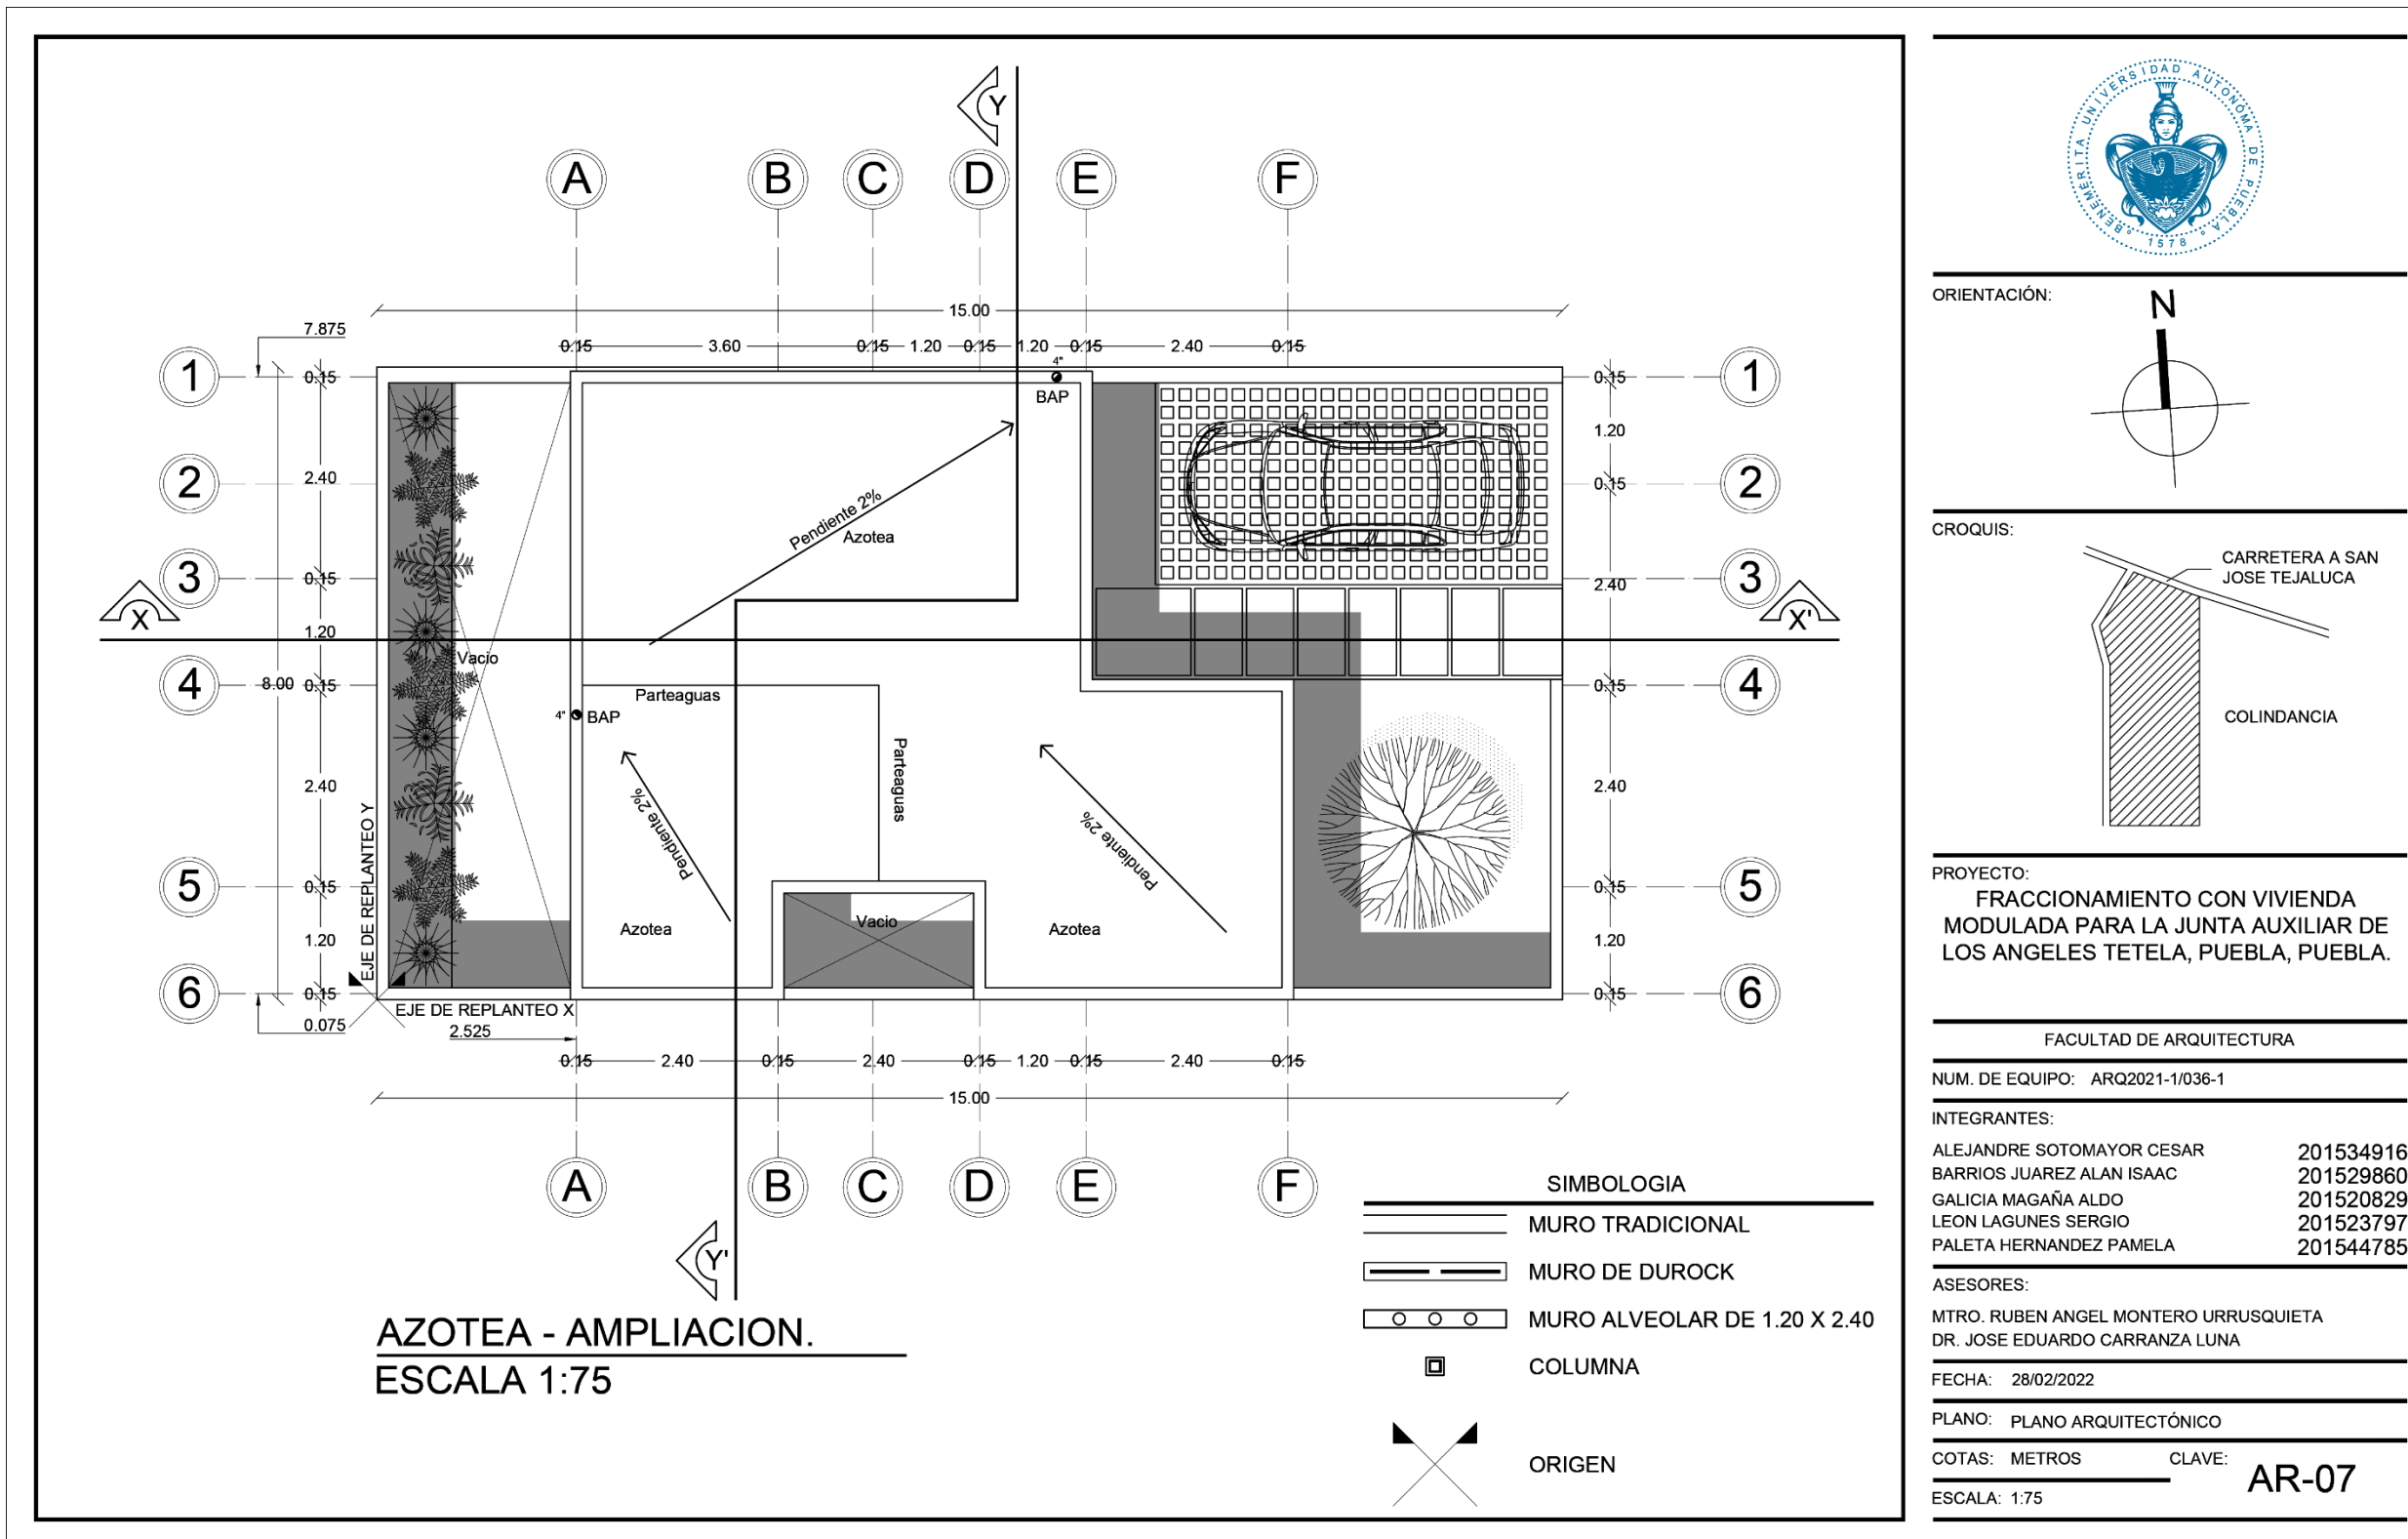 Y
A
B
C
D
E
F
15.00
7.875
0.15
3.60
0.15
1.20
0.15
1.20
0.15
2.40
0.15
1
0.15
4"
BAP
0.15
1
1.20
2
2.40
Pendiente 2%
Azotea
0.15
2
3
0.15
2.40
3
X
1.20
X'
Vacio
4
8.00
0.15
Parteaguas
0.15
4
4"
BAP
Parteaguas
2.40
Pendiente 2%
Pendiente 2%
2.40
EJE DE REPLANTEO Y
5
0.15
0.15
5
Azotea
Vacio
Azotea
1.20
1.20
6
0.15
0.15
6
0.075
EJE DE REPLANTEO X
2.525
0.15
2.40
0.15
2.40
0.15
1.20
0.15
2.40
0.15
15.00
A
B
C
D
E
F
Y'
AZOTEA - AMPLIACION.
ESCALA 1:75
SIMBOLOGIA
MURO TRADICIONAL
MURO DE DUROCK
MURO ALVEOLAR DE 1.20 X 2.40
COLUMNA
ORIGEN
BENEMERITA UNIVERSIDAD AUTONÓMA DE PUEBLA
1578
ORIENTACIÓN:
N
CROQUIS:
CARRETERA A SAN
JOSE TEJALUCA
COLINDANCIA
PROYECTO:
FRACCIONAMIENTO CON VIVIENDA
MODULADA PARA LA JUNTA AUXILIAR DE
LOS ANGELES TETELA, PUEBLA, PUEBLA.
FACULTAD DE ARQUITECTURA
NUM. DE EQUIPO: ARQ2021-1/036-1
INTEGRANTES:
ALEJANDRE SOTOMAYOR CESAR 201534916
BARRIOS JUAREZ ALAN ISAAC 201529860
GALICIA MAGAÑA ALDO 201520829
LEON LAGUNES SERGIO 201523797
PALETA HERNANDEZ PAMELA 201544785
ASESORES:
MTRO. RUBEN ANGEL MONTERO URRUSQUIETA
DR. JOSE EDUARDO CARRANZA LUNA
FECHA: 28/02/2022
PLANO: PLANO ARQUITECTÓNICO
COTAS: METROS
CLAVE: AR-07
ESCALA: 1:75